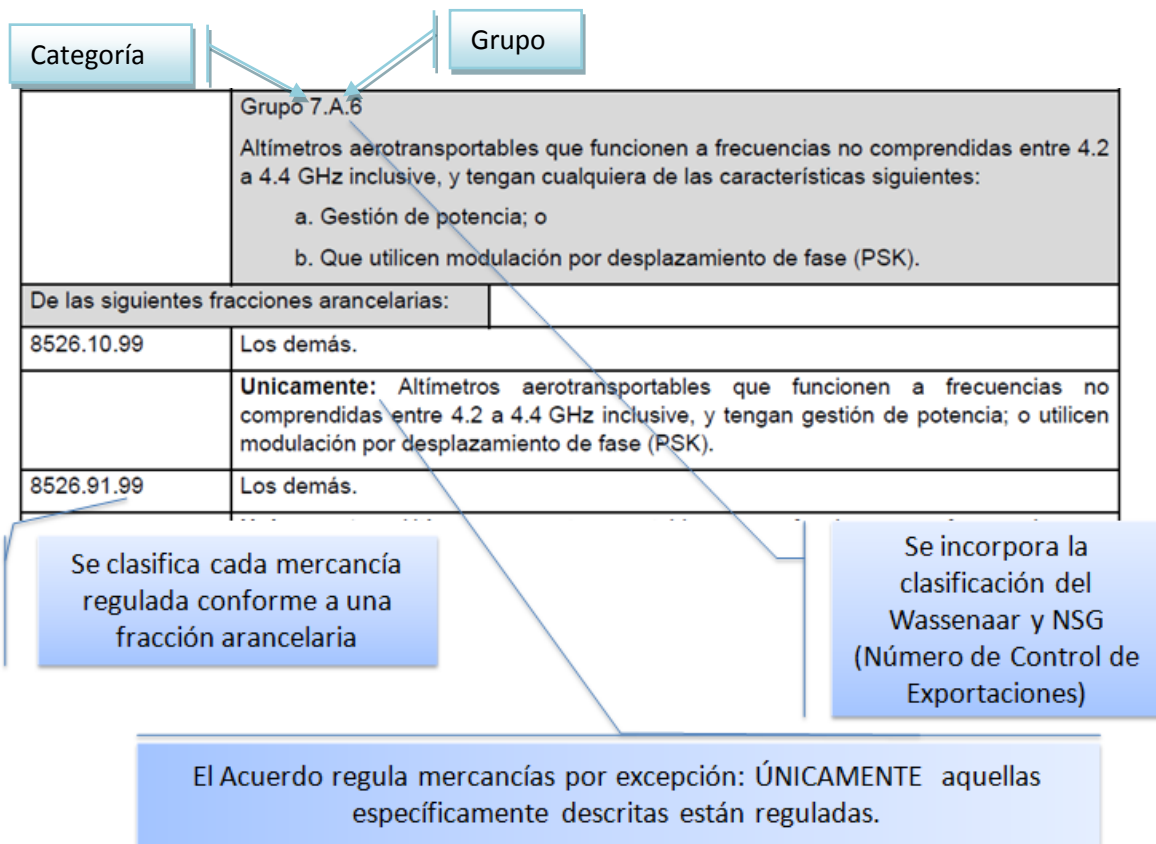 Categoría
Grupo
Grupo 7.A.6
Altímetros aerotransportables que funcionen a frecuencias no comprendidas entre 4.2
a 4.4 GHz inclusive, y tengan cualquiera de las características siguientes:
a. Gestión de potencia; o
b. Que utilicen modulación por desplazamiento de fase (PSK).
De las siguientes fracciones arancelarias:
8526.10.99 Los demás.
Unicamente: Altímetros aerotransportables que funcionen a frecuencias no
comprendidas entre 4.2 a 4.4 GHz inclusive, y tengan gestión de potencia; o utilicen
modulación por desplazamiento de fase (PSK).
8526.91.99 Los demás.
Se clasifica cada mercancía
regulada conforme a una
fracción arancelaria
Se incorpora la
clasificación del
Wassenaar y NSG
(Número de Control de
Exportaciones)
El Acuerdo regula mercancías por excepción: ÚNICAMENTE aquellas
específicamente descritas están reguladas.